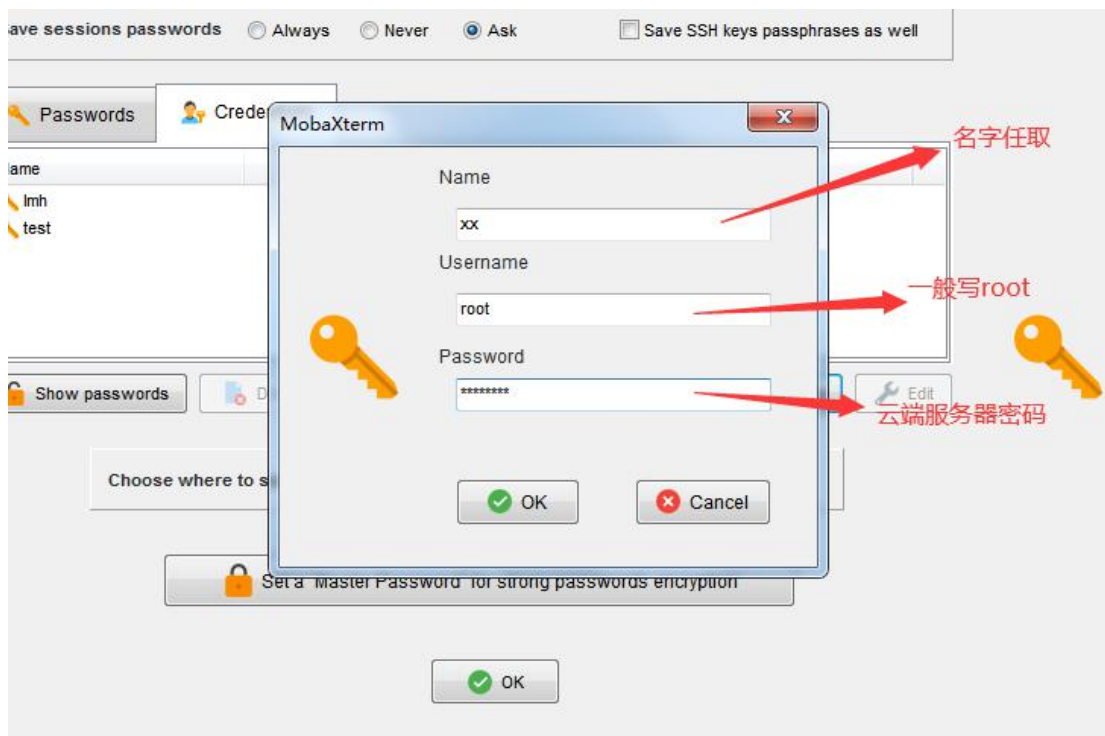 ave sessions passwords Always Never Ask Save SSH keys passphrases as well
Passwords Crede
MobaXterm
名字任取
ame
lmh
test
Name
xx
Username
root
一般写root
Password
********
云端服务器密码
Show passwords D Edit
Choose where to s
OK Cancel
Set a "Master Password" for strong passwords encryption
OK